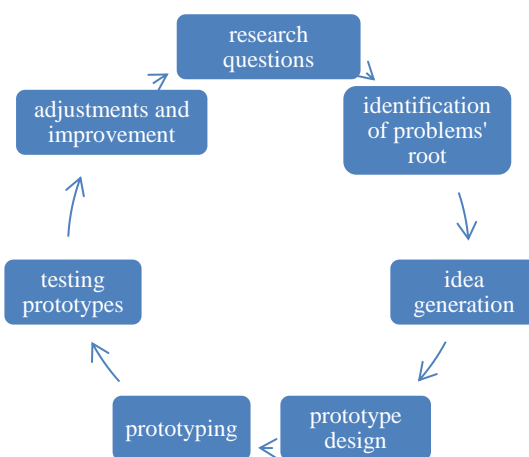 research
questions
identification
of problems'
root
idea
generation
prototype
design
prototyping
testing
prototypes
adjustments and
improvement